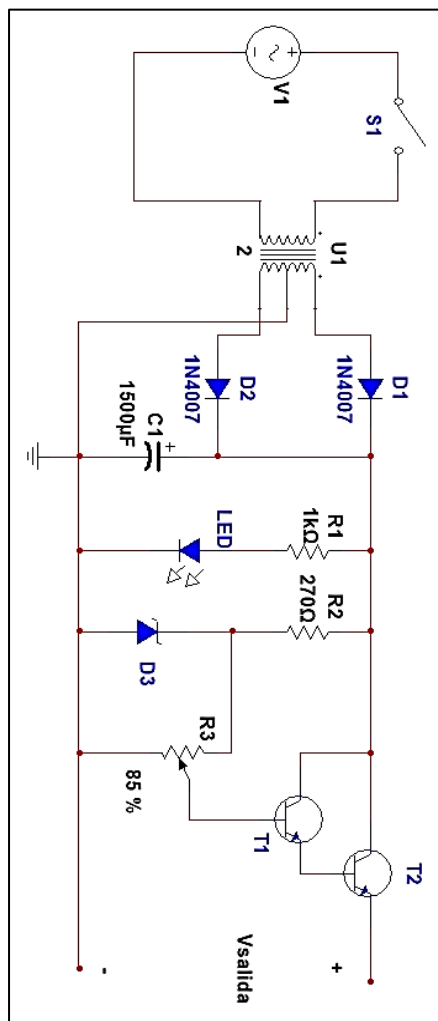 V1
S1
U1
2
D1
1N4007
D2
1N4007
C1
1500µF
+
R1
1kΩ
LED
R2
270Ω
D3
R3
85 %
T1
T2
Vsalida
+
-